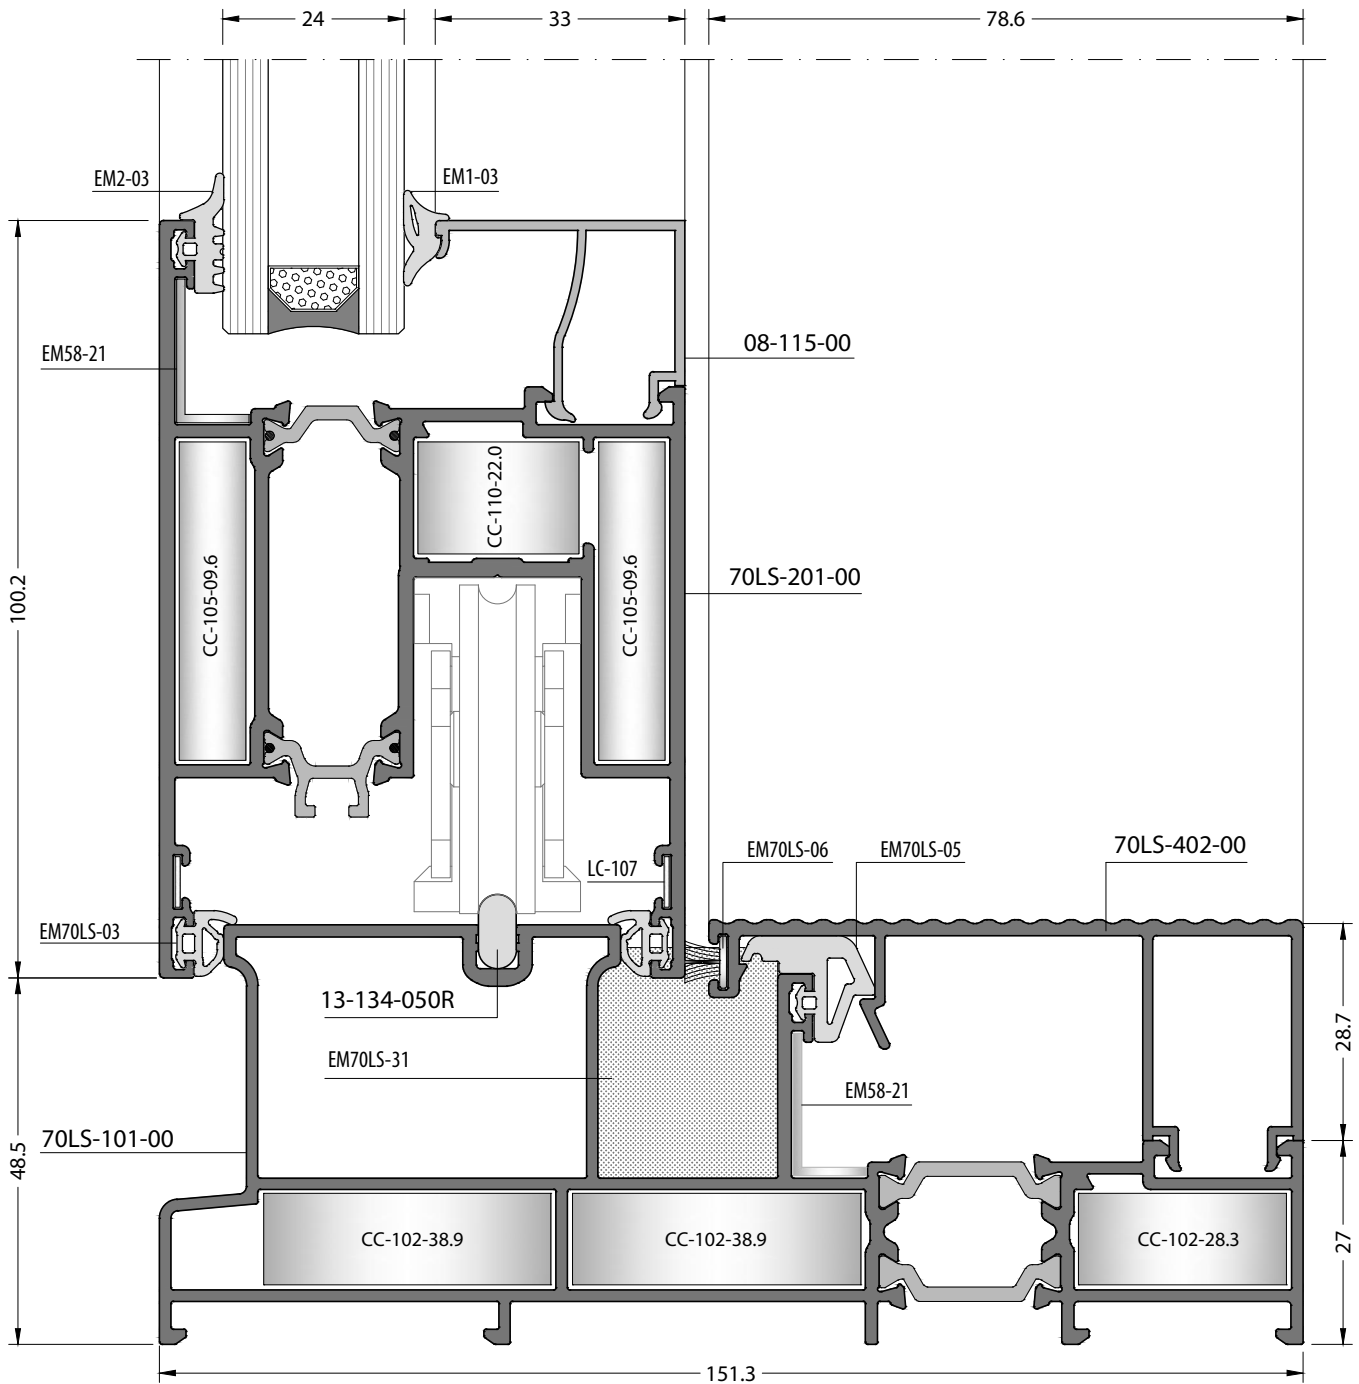 24
33
78.6
EM2-03
EM1-03
EM58-21
08-115-00
CC-110-22.0
100.2
CC-105-09.6
CC-105-09.6
70LS-201-00
LC-107
EM70LS-06
EM70LS-05
70LS-402-00
EM70LS-03
13-134-050R
EM70LS-31
28.7
EM58-21
48.5
70LS-101-00
CC-102-38.9
CC-102-38.9
CC-102-28.3
27
151.3